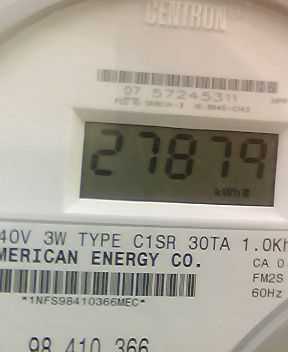 CENTRON®
07 57245311
27879
kWh
40V 3W TYPE C1SR 30TA 1.0Kh
MERICAN ENERGY CO.
CA 0
FM2S
60Hz
*1NFS98410366MEC*
98 410 366